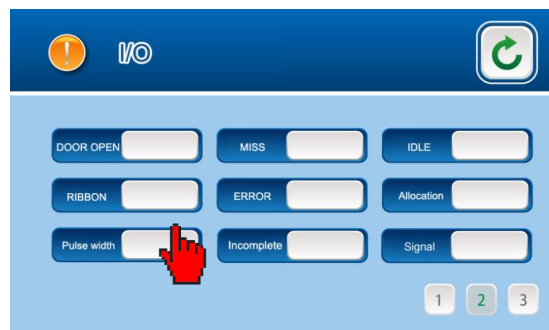 ! I/O
DOOR OPEN MISS IDLE
RIBBON ERROR Allocation
Pulse width Incomplete Signal
1 2 3